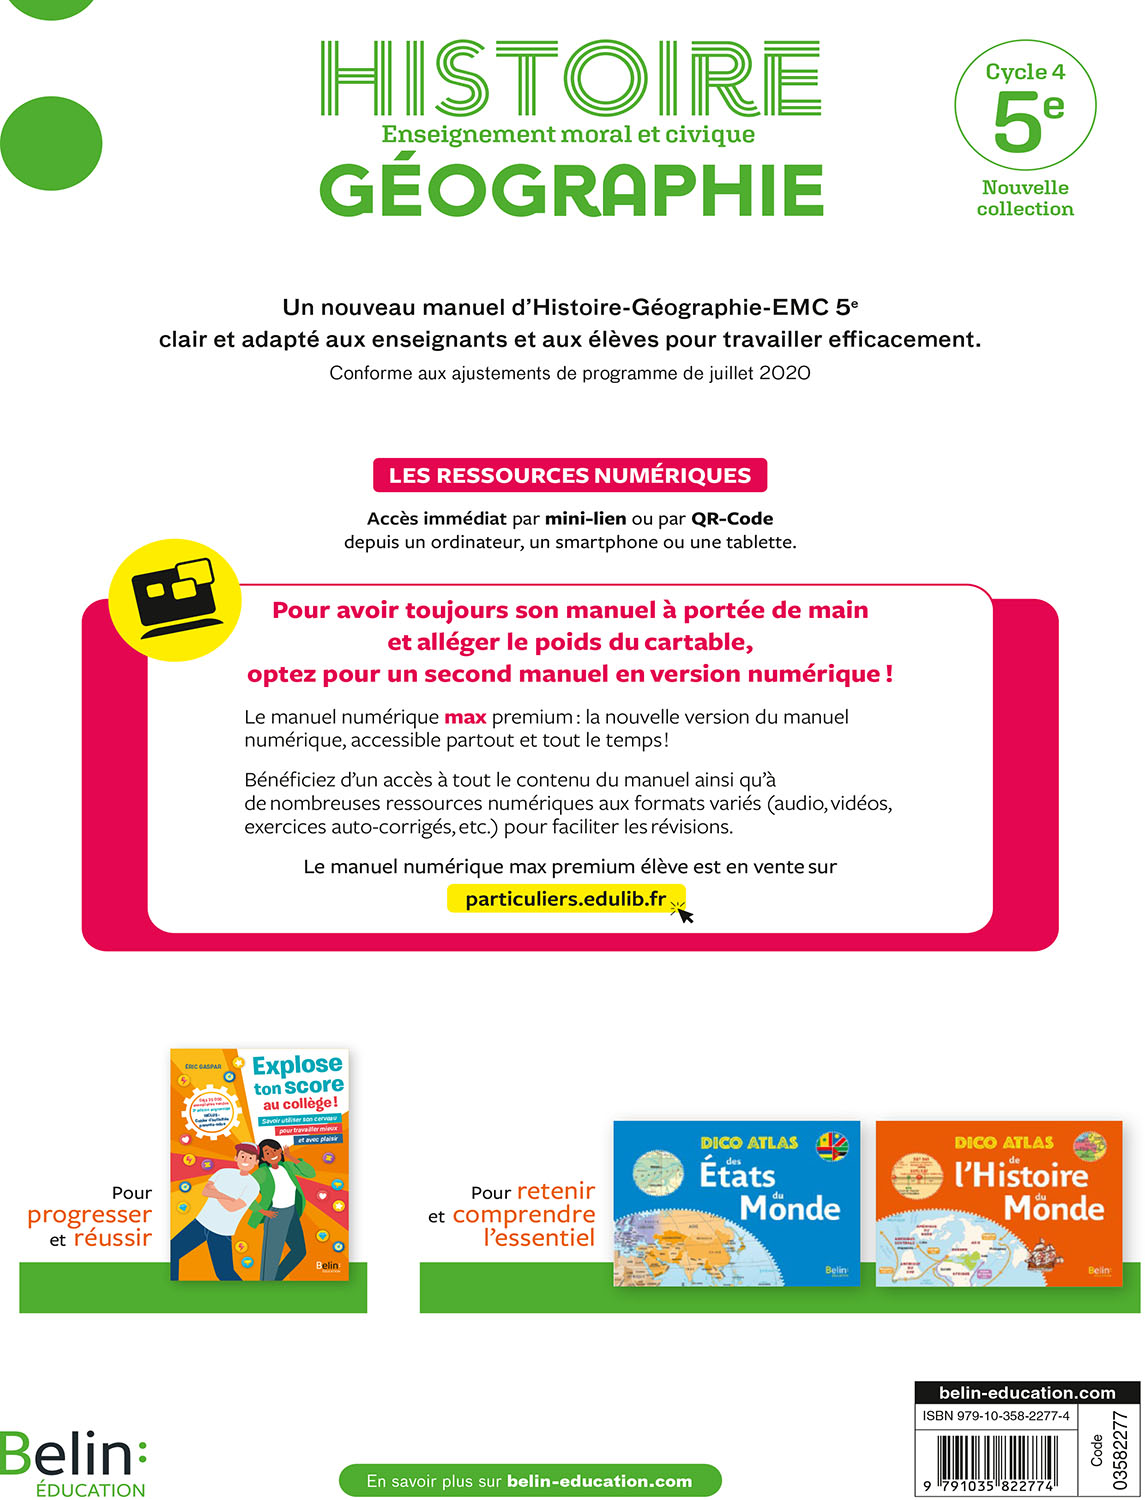 HISTOIRE
Enseignement moral et civique
GÉOGRAPHIE
Cycle 4
5e
Nouvelle
collection
Un nouveau manuel d'Histoire-Géographie-EMC 5e
clair et adapté aux enseignants et aux élèves pour travailler efficacement.
Conforme aux ajustements de programme de juillet 2020
LES RESSOURCES NUMÉRIQUES
Accès immédiat par mini-lien ou par QR-Code
depuis un ordinateur, un smartphone ou une tablette.
Pour avoir toujours son manuel à portée de main
et alléger le poids du cartable,
optez pour un second manuel en version numérique !
Le manuel numérique max premium : la nouvelle version du manuel
numérique, accessible partout et tout le temps !
Bénéficiez d'un accès à tout le contenu du manuel ainsi qu'à
de nombreuses ressources numériques aux formats variés (audio, vidéos,
exercices auto-corrigés, etc.) pour faciliter les révisions.
Le manuel numérique max premium élève est en vente sur
particuliers.edulib.fr
Pour
progresser
et réussir
ÉRIC GASPAR
Explose
ton score
au collège !
Savoir utiliser son cerveau
pour travailler mieux
et avec plaisir
Belin:
Pour retenir
et comprendre
l'essentiel
DICO ATLAS
des
États
du
Monde
Belin:
ÉDUCATION
DICO ATLAS
de
l'Histoire
du
Monde
Belin:
ÉDUCATION
Belin:
ÉDUCATION
En savoir plus sur belin-education.com
belin-education.com
ISBN 979-10-358-2277-4
9 791035 822774
Code
03582277